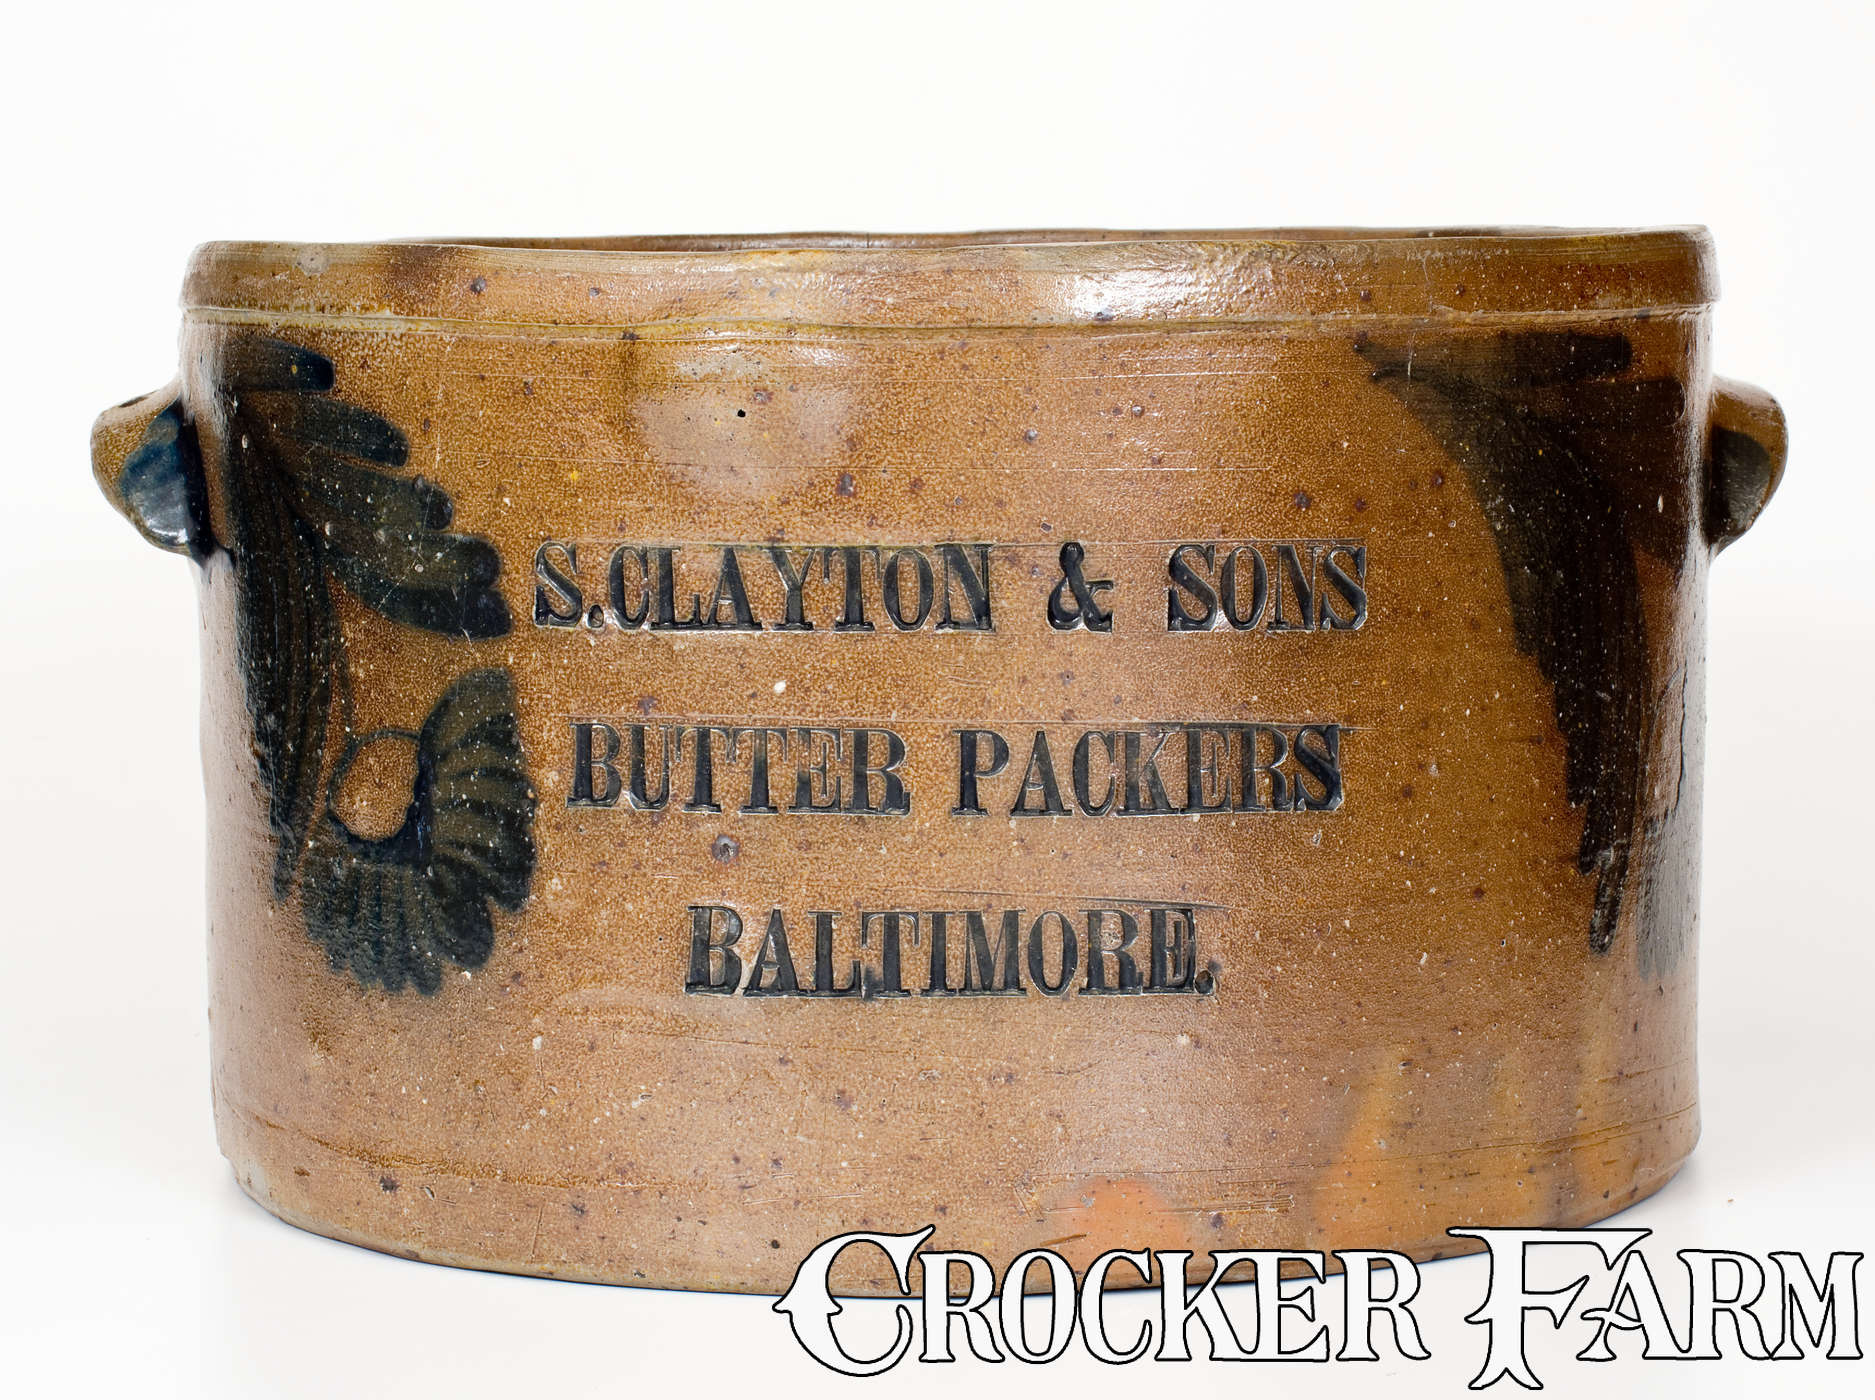 S.CLAYTON & SONS
BUTTER PACKERS
BALTIMORE.
CROCKER FARM